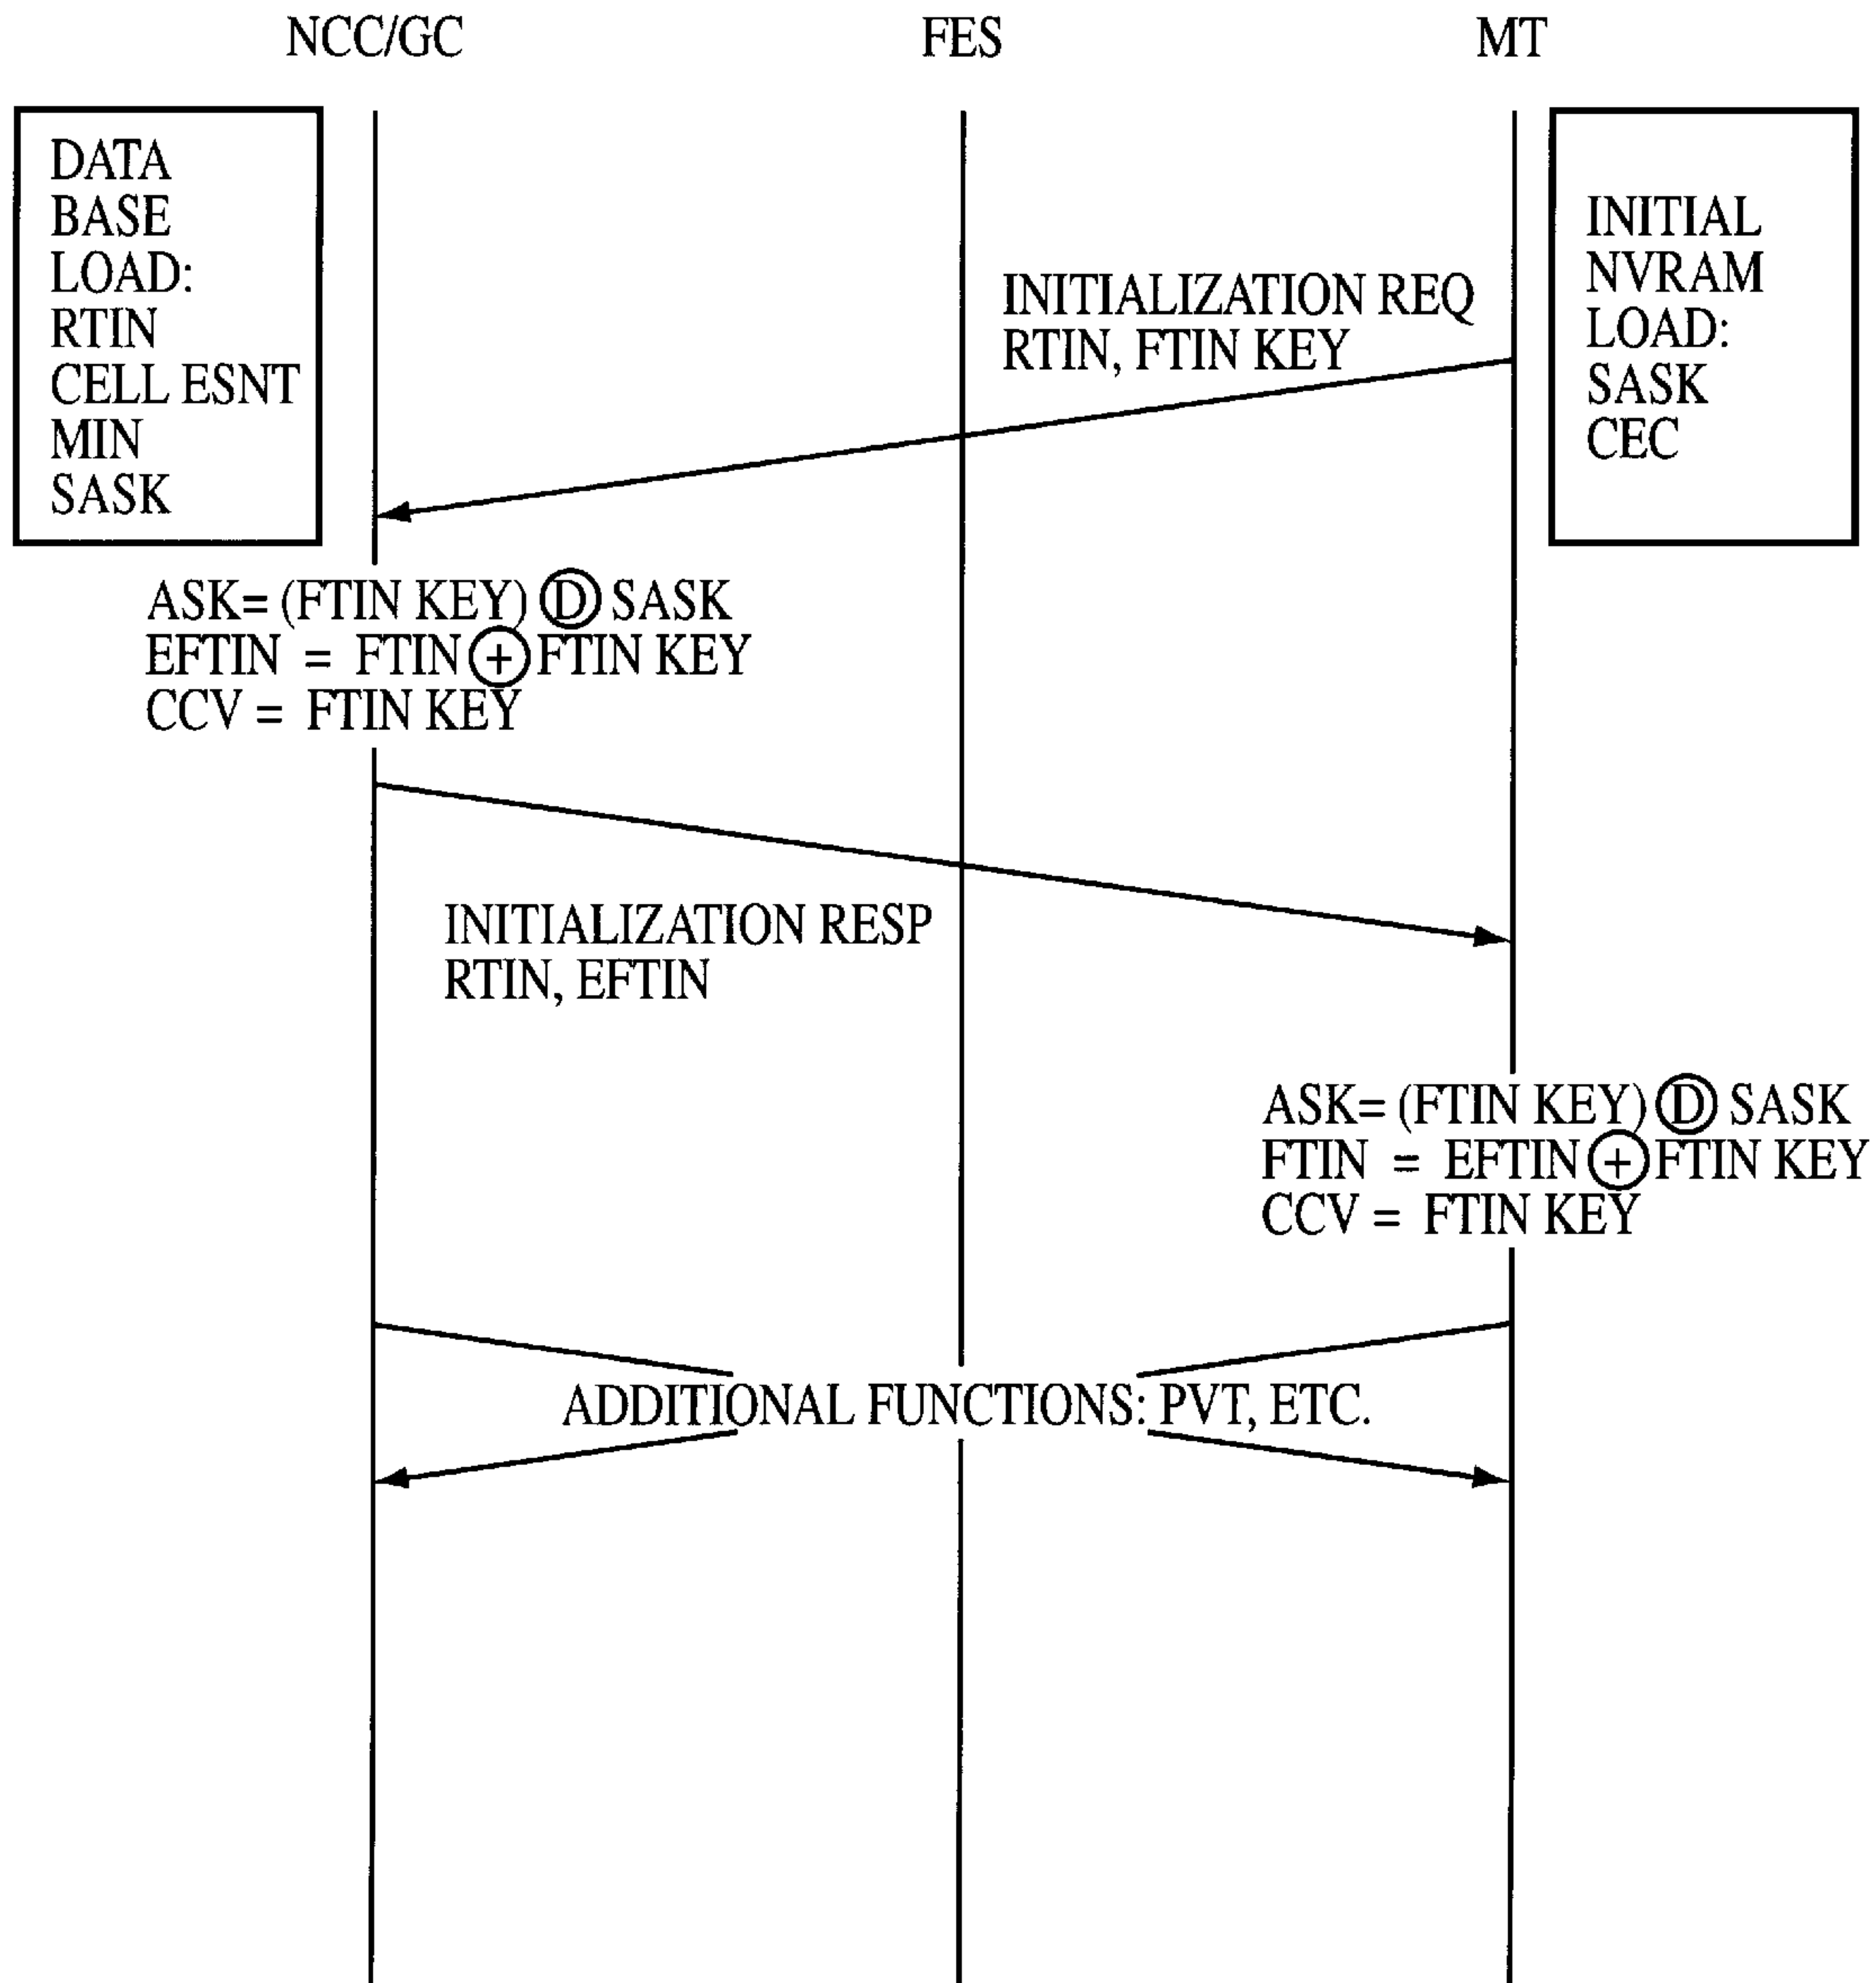 NCC/GC
FES
MT
DATA
BASE
LOAD:
RTIN
CELL ESNT
MIN
SASK
INITIAL
NVRAM
LOAD:
SASK
CEC
INITIALIZATION REQ
RTIN, FTIN KEY
ASK= (FTIN KEY) Ⓓ SASK
EFTIN = FTIN ⊕ FTIN KEY
CCV = FTIN KEY
INITIALIZATION RESP
RTIN, EFTIN
ASK= (FTIN KEY) Ⓓ SASK
FTIN = EFTIN ⊕ FTIN KEY
CCV = FTIN KEY
ADDITIONAL FUNCTIONS: PVT, ETC.